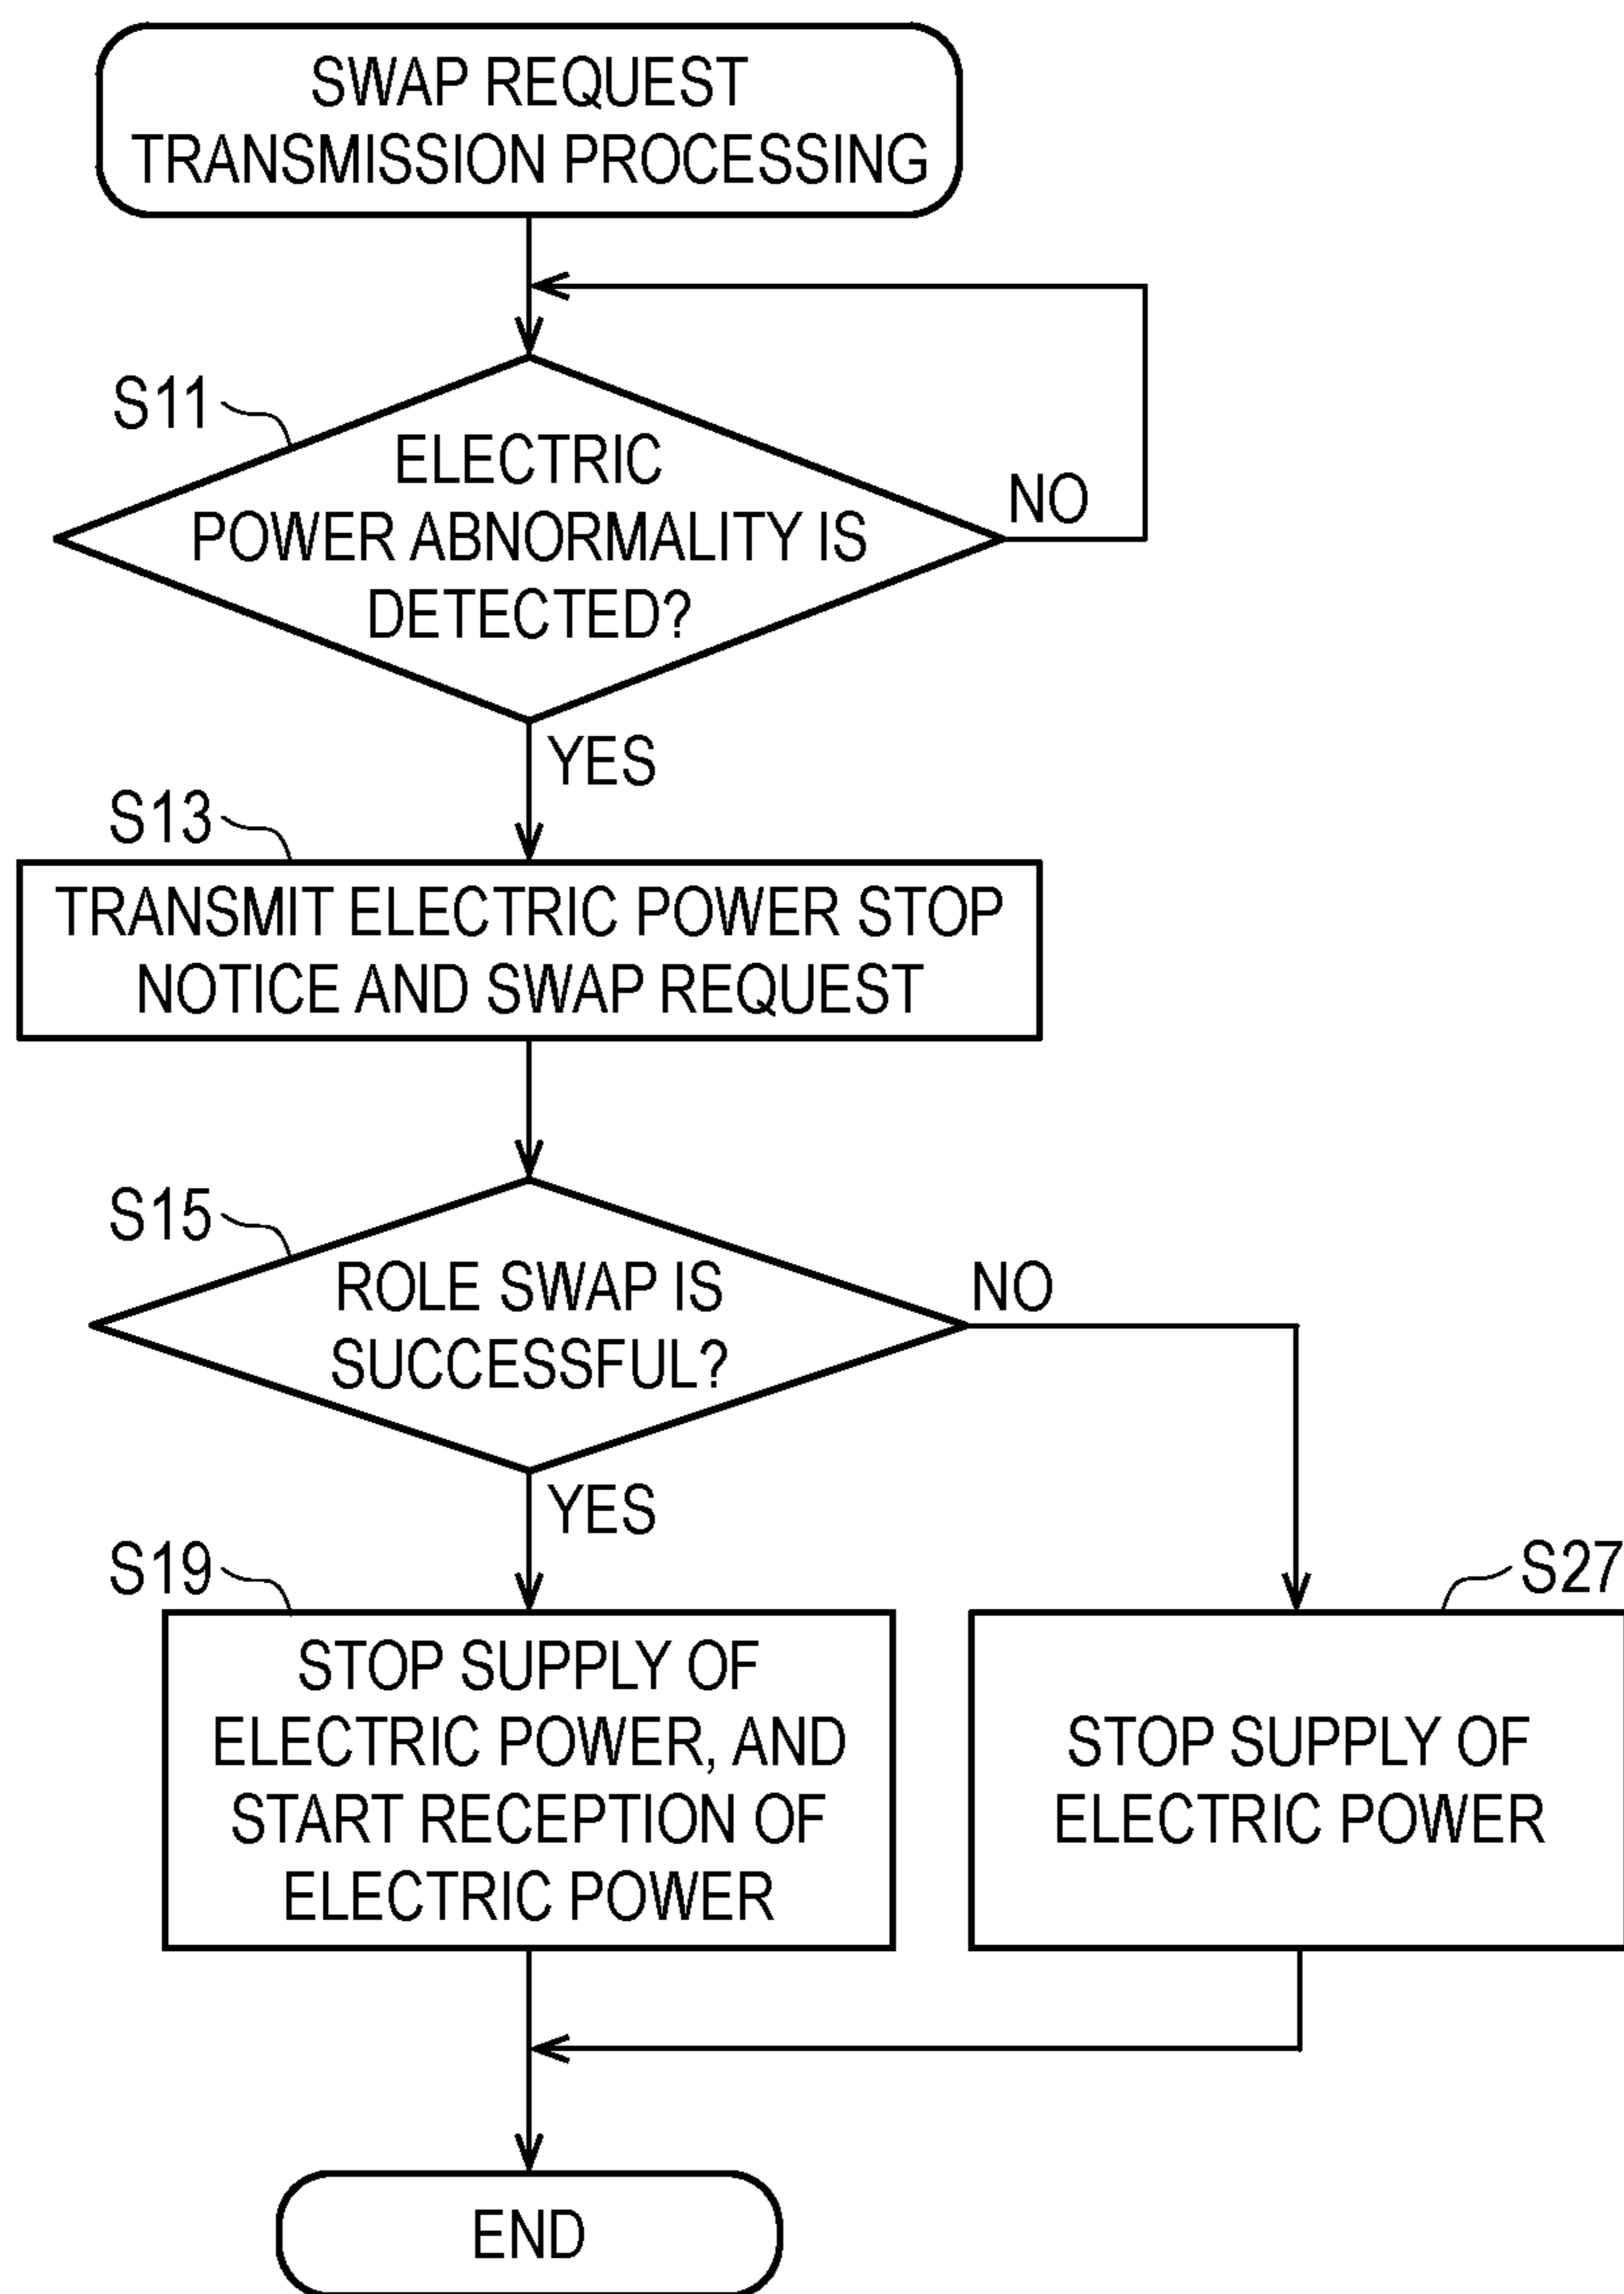 SWAP REQUEST
TRANSMISSION PROCESSING
S11
ELECTRIC
POWER ABNORMALITY IS
DETECTED?
NO
YES
S13
TRANSMIT ELECTRIC POWER STOP
NOTICE AND SWAP REQUEST
S15
ROLE SWAP IS
SUCCESSFUL?
NO
YES
S19
STOP SUPPLY OF
ELECTRIC POWER, AND
START RECEPTION OF
ELECTRIC POWER
S27
STOP SUPPLY OF
ELECTRIC POWER
END